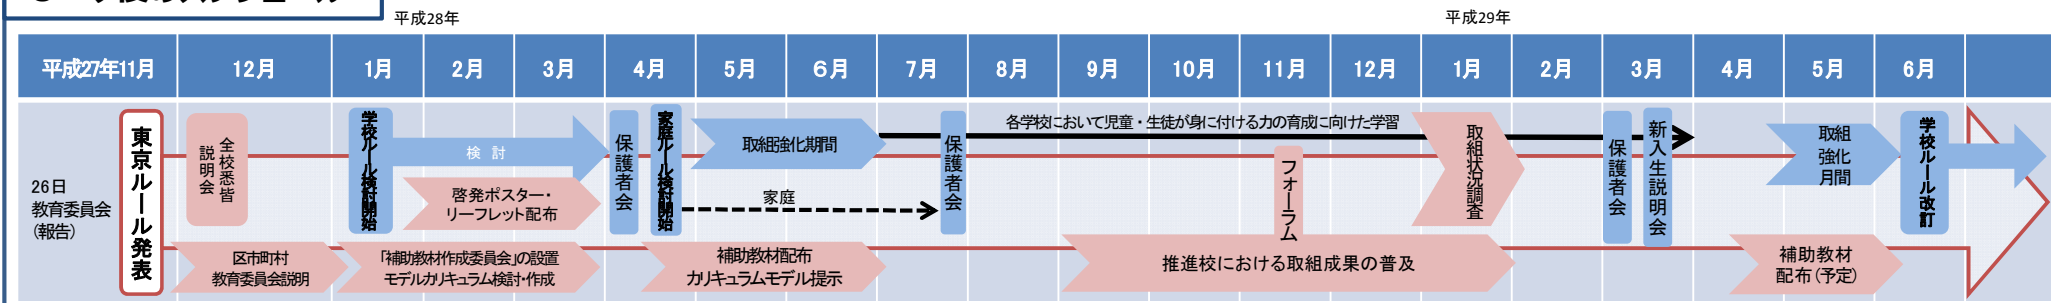 平成28年
平成29年
平成27年11月
12月
1月
2月
3月
4月
5月
6月
7月
8月
9月
10月
11月
12月
1月
2月
3月
4月
5月
6月
26日
教育委員会
(報告)
東京ルール発表
全校悉皆
説明会
学校ルール検討開始
検 討
啓発ポスター・
リーフレット配布
保護者会
家庭ルール検討開始
取組強化期間
家庭
保護者会
各学校において児童・生徒が身に付ける力の育成に向けた学習
フォーラム
取組状況調査
保護者会
新入生説明会
取組
強化
月間
学校ルール改訂
区市町村
教育委員会説明
「補助教材作成委員会」の設置
モデルカリキュラム検討・作成
補助教材配布
カリキュラムモデル提示
推進校における取組成果の普及
補助教材
配布(予定)